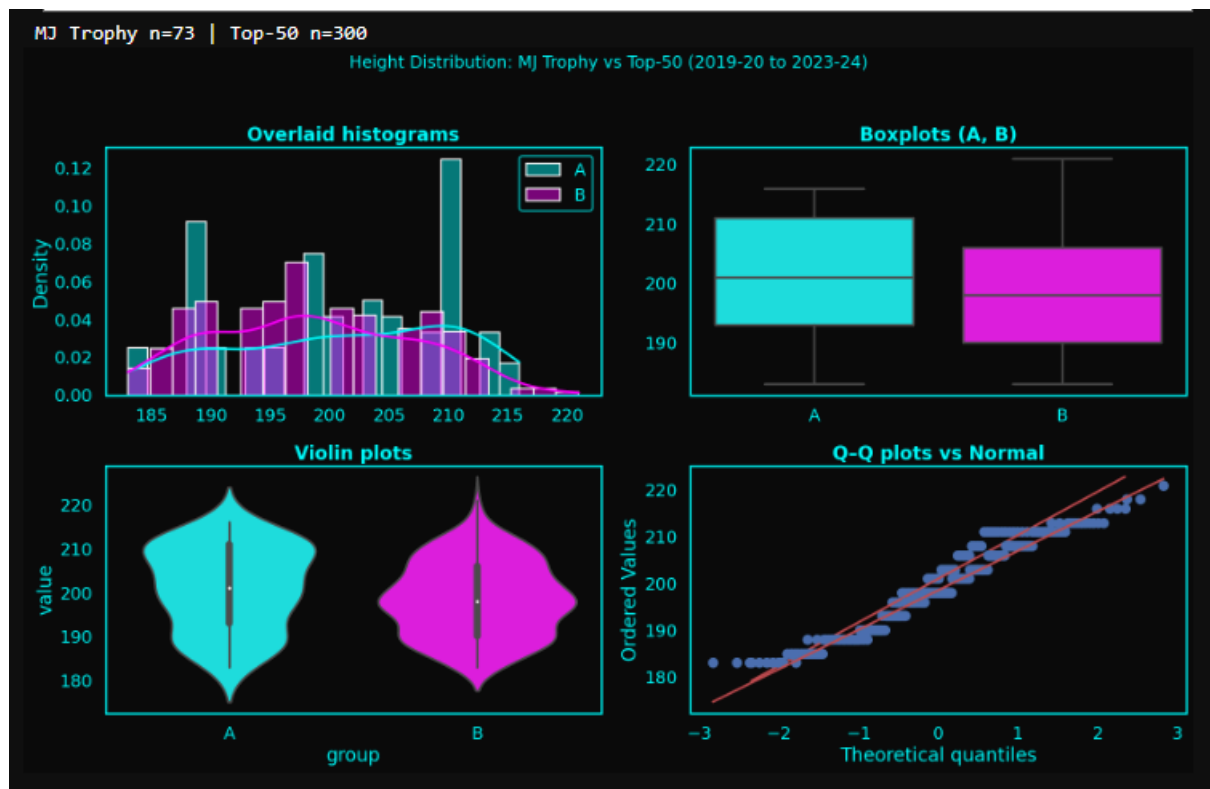 MJ Trophy n=73 | Top-50 n=300
Height Distribution: MJ Trophy vs Top-50 (2019-20 to 2023-24)
Overlaid histograms
Density
0.12
0.10
0.08
0.06
0.04
0.02
0.00
A
B
185 190 195 200 205 210 215 220
Boxplots (A, B)
220
210
200
190
A B
Violin plots
value
220
210
200
190
180
A B
group
Q–Q plots vs Normal
Ordered Values
220
210
200
190
180
−3 −2 −1 0 1 2 3
Theoretical quantiles